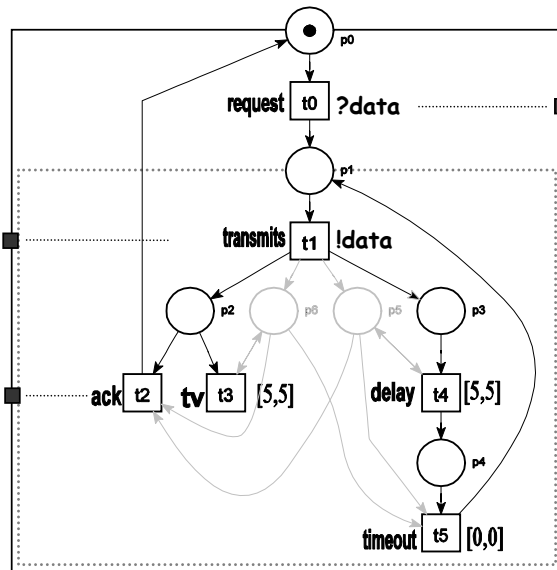 p0
request t0 ?data
p1
transmits t1 !data
p2 p6 p5 p3
ack t2 tv t3 [5,5] delay t4 [5,5]
p4
timeout t5 [0,0]